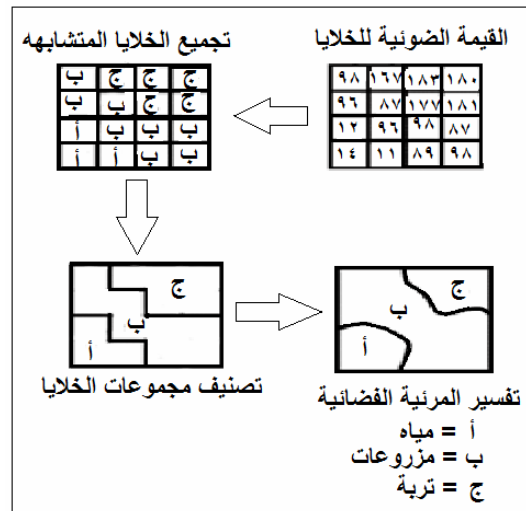 القيمة الضوئية للخلايا
٩٨ ١٦٧ ١٨٣ ١٨٠
٩٦ ٨٧ ١٧٧ ١٨١
١٢ ٩٦ ٩٨ ٨٧
١٤ ١١ ٨٩ ٩٨
تجميع الخلايا المتشابهه
ب ج ج ج
ب ب ج ج
أ ب ب ب
أ أ ب ب
ج
ب
أ
تصنيف مجموعات الخلايا
ج
ب
أ
تفسير المرئية الفضائية
أ = مياه
ب = مزروعات
ج = تربة